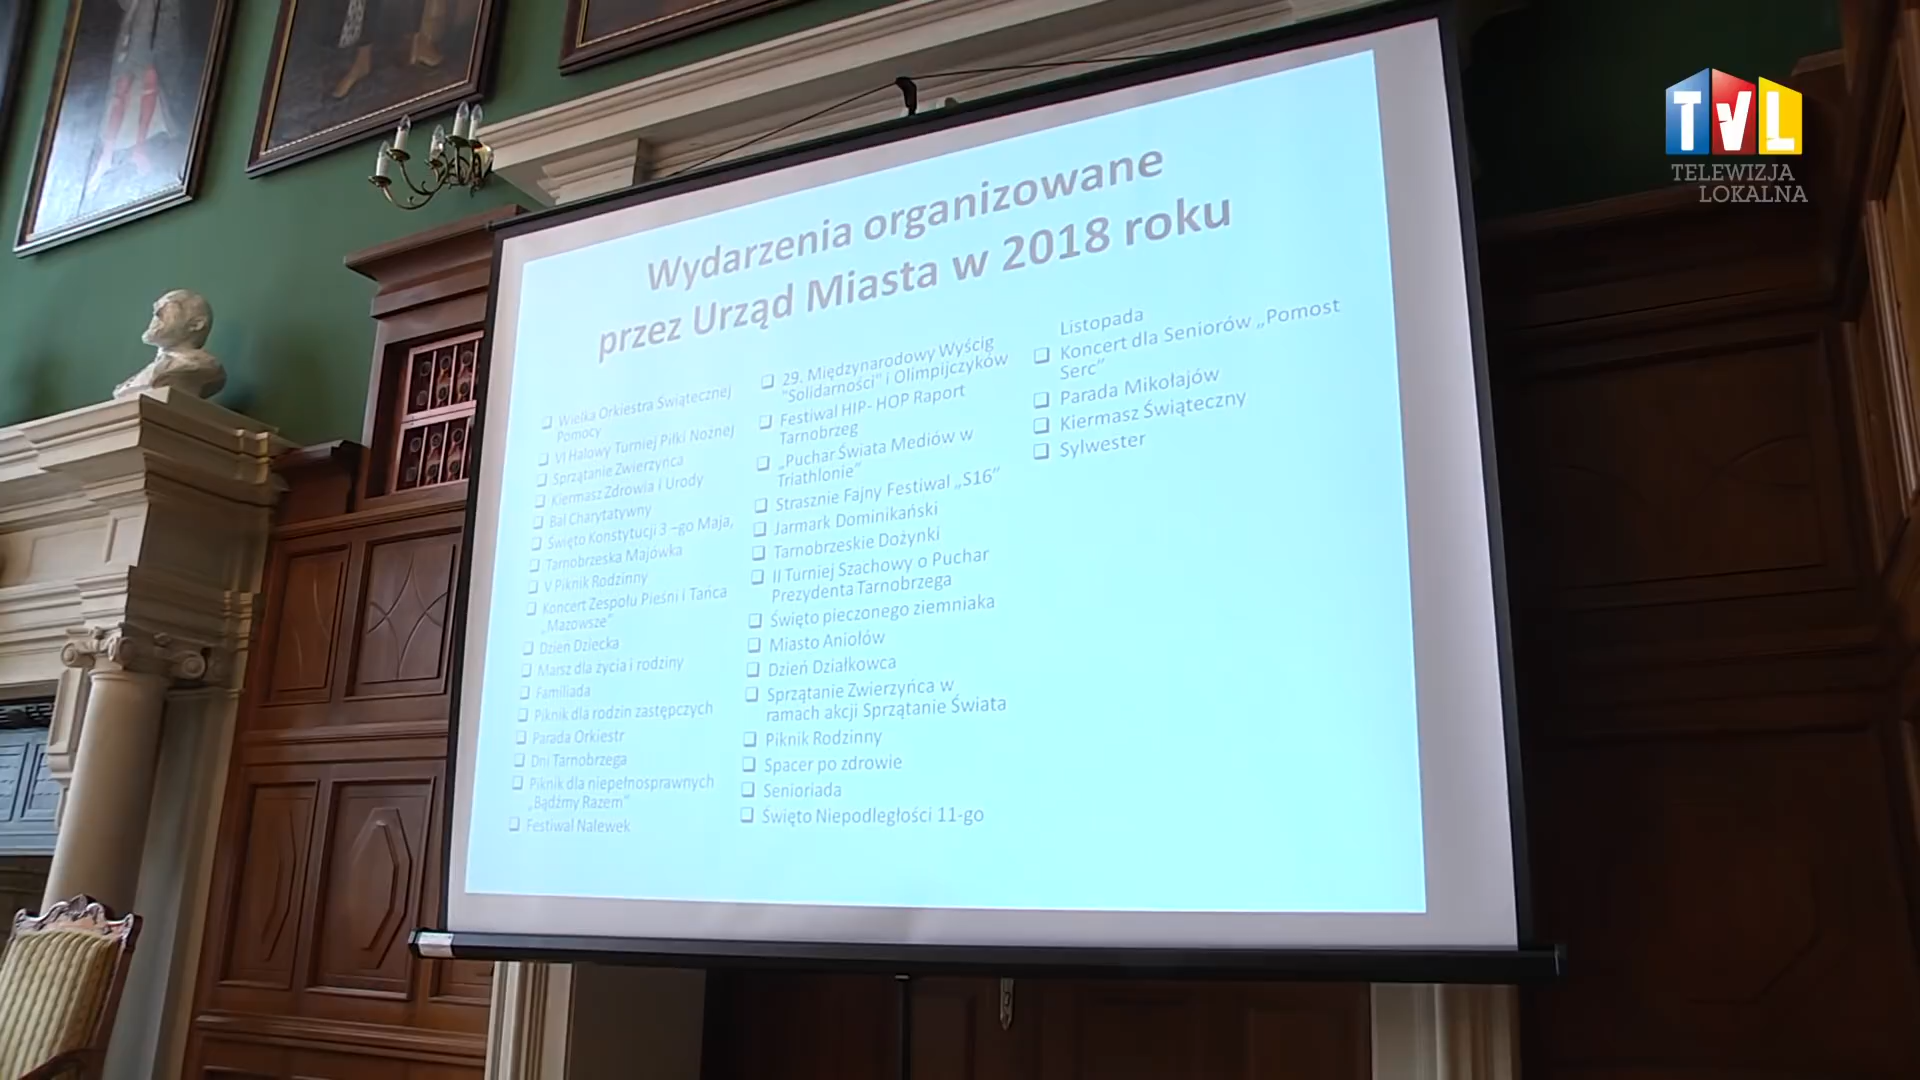 Wydarzenia organizowane
przez Urząd Miasta w 2018 roku
Wielka Orkiestra Świątecznej
Pomocy
VI Halowy Turniej Piłki Nożnej
Sprzątanie Zwierzyńca
Kiermasz Zdrowia i Urody
Bal Charytatywny
Święto Konstytucji 3 –go Maja,
Tarnobrzeska Majówka
V Piknik Rodzinny
Koncert Zespołu Pieśni i Tańca
„Mazowsze"
Dzień Dziecka
Marsz dla życia i rodziny
Familiada
Piknik dla rodzin zastępczych
Parada Orkiestr
Dni Tarnobrzega
Piknik dla niepełnosprawnych
„Bądźmy Razem"
Festiwal Nalewek
29. Międzynarodowy Wyścig
"Solidarności" i Olimpijczyków
Festiwal HIP- HOP Raport
Tarnobrzeg
„Puchar Świata Mediów w
Triathlonie"
Strasznie Fajny Festiwal „S16"
Jarmark Dominikański
Tarnobrzeskie Dożynki
II Turniej Szachowy o Puchar
Prezydenta Tarnobrzega
Święto pieczonego ziemniaka
Miasto Aniołów
Dzień Działkowca
Sprzątanie Zwierzyńca w
ramach akcji Sprzątanie Świata
Piknik Rodzinny
Spacer po zdrowie
Senioriada
Święto Niepodległości 11-go
Listopada
Koncert dla Seniorów „Pomost
Serc"
Parada Mikołajów
Kiermasz Świąteczny
Sylwester
TVL
TELEWIZJA
LOKALNA